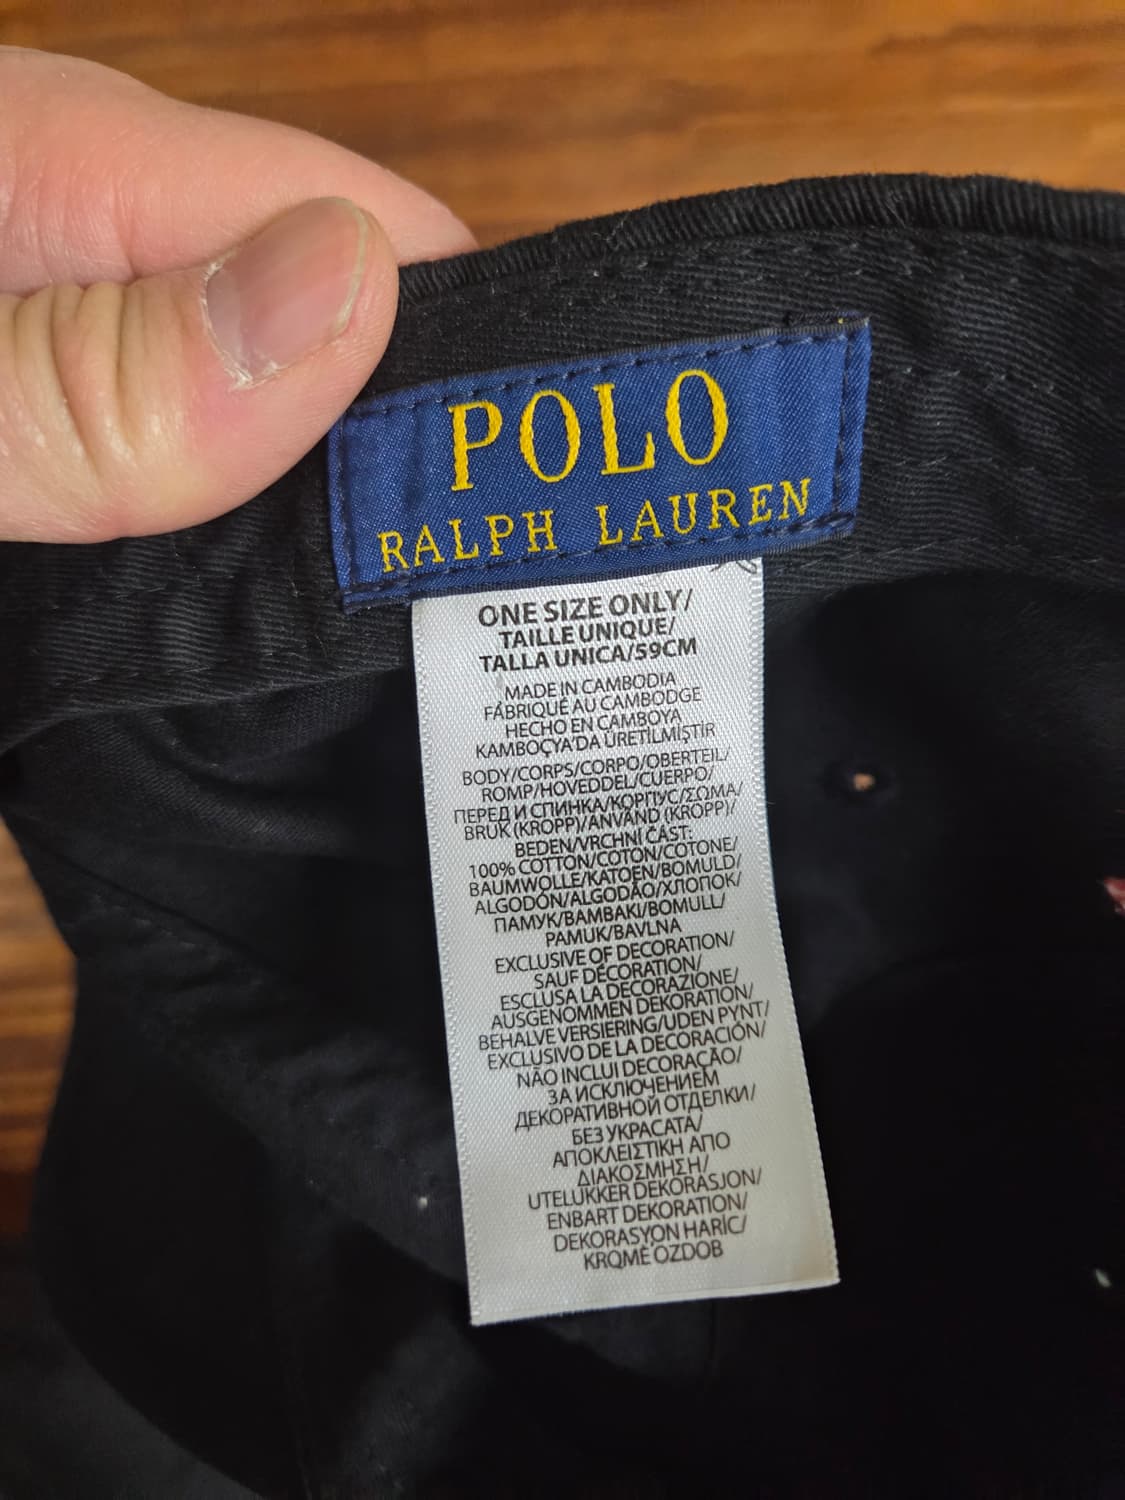 POLO
RALPH LAUREN
ONE SIZE ONLY/
TAILLE UNIQUE/
TALLA UNICA/59CM
MADE IN CAMBODIA
FABRIQUÉ AU CAMBODGE
HECHO EN CAMBOYA
KAMBOÇYA'DA ÜRETILMIŞTIR
BODY/CORPS/CORPO/OBERTEIL/
ROMP/HOVEDDEL/CUERPO/
ПЕРЕД И СПИНКА/КОРПУС/ΣΩΜΑ/
BRUK (KROPP)/ANVÄND (KROPP)/
BEDEN/VRCHNÍ ČÁST:
100% COTTON/COTON/COTONE/
BAUMWOLLE/KATOEN/BOMULD/
ALGODÓN/ALGODÃO/ХЛОПОК/
ПАМУК/ΒΑΜΒΑΚΙ/BOMULL/
PAMUK/BAVLNA
EXCLUSIVE OF DECORATION/
SAUF DÉCORATION/
ESCLUSA LA DECORAZIONE/
AUSGENOMMEN DEKORATION/
BEHALVE VERSIERING/UDEN PYNT/
EXCLUSIVO DE LA DECORACIÓN/
NÃO INCLUI DECORAÇÃO/
ЗА ИСКЛЮЧЕНИЕМ
ДЕКОРАТИВНОЙ ОТДЕЛКИ/
БЕЗ УКРАСАТА/
ΑΠΟΚΛΕΙΣΤΙΚΗ ΑΠΟ
ΔΙΑΚΟΣΜΗΣΗ/
UTELUKKER DEKORASJON/
ENBART DEKORATION/
DEKORASYON HARİC/
KRQMĚ OZDOB